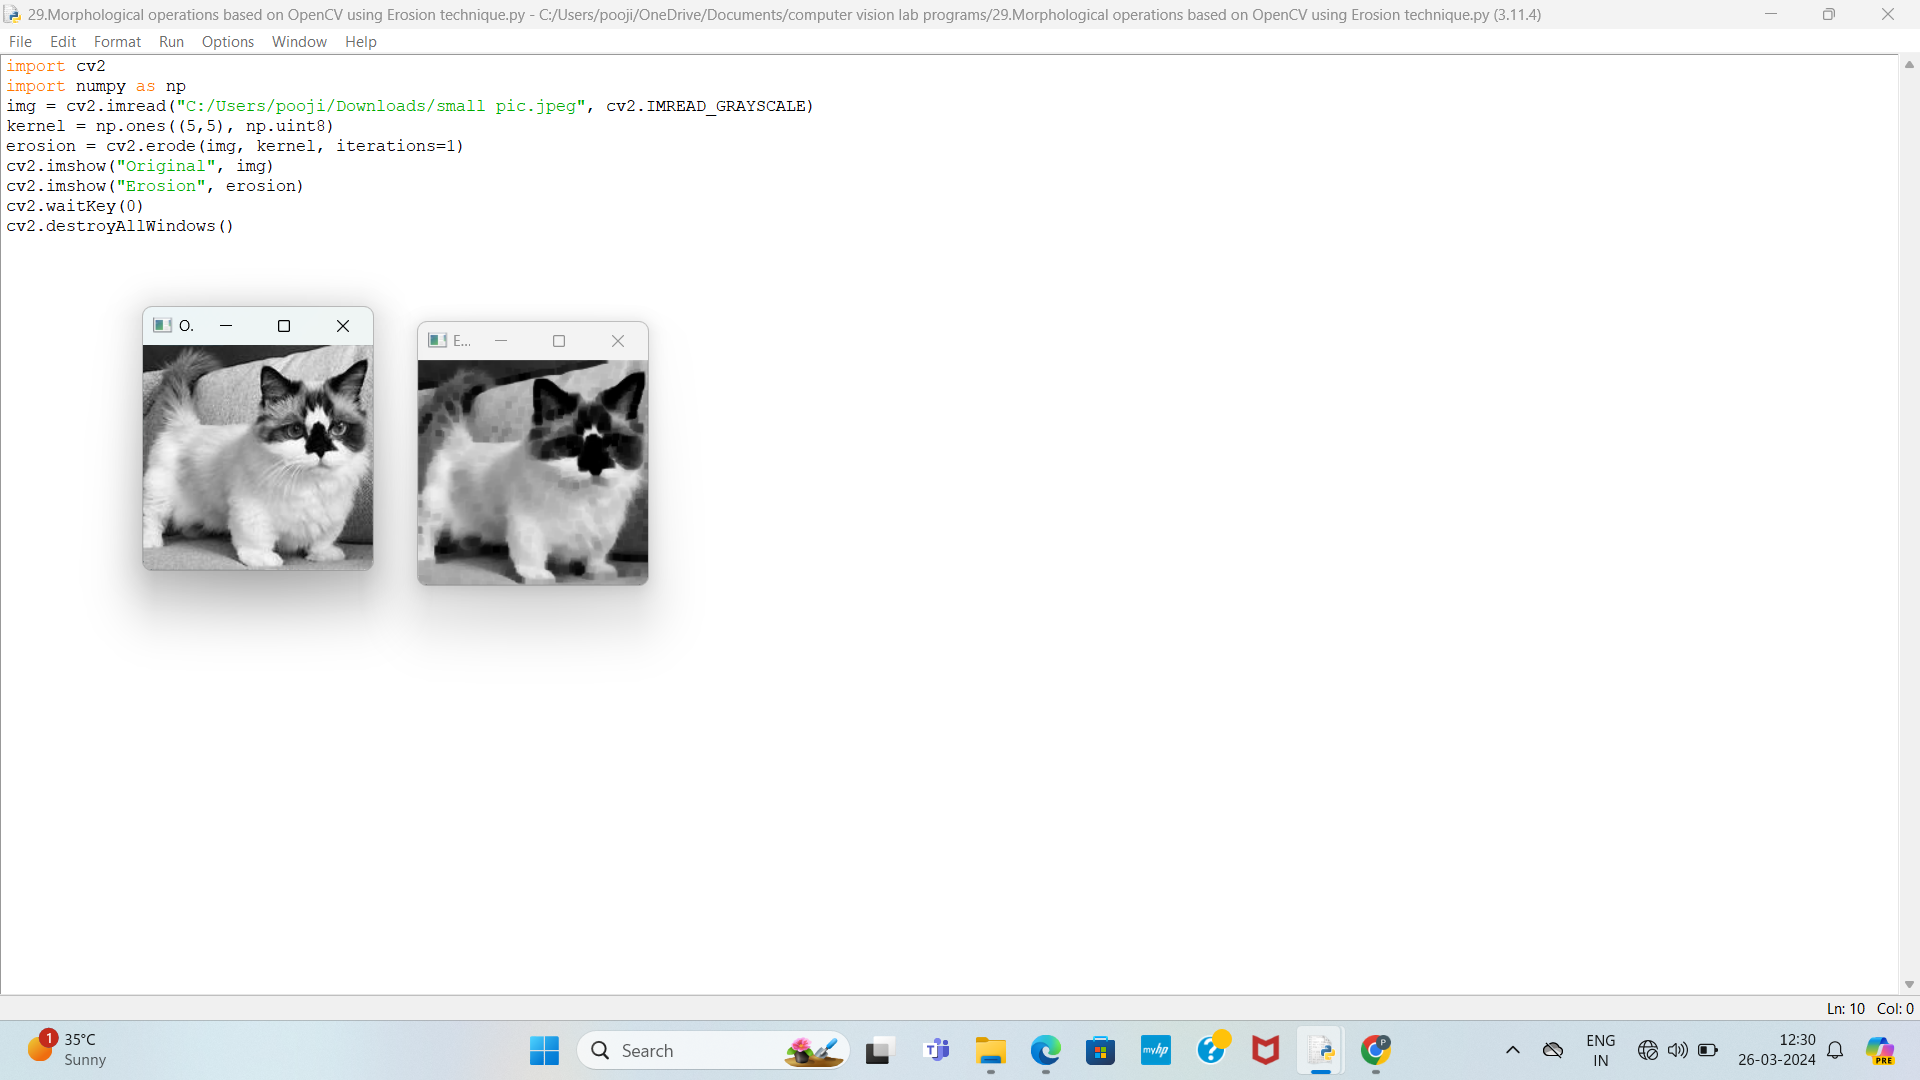 29.Morphological operations based on OpenCV using Erosion technique.py - C:/Users/pooji/OneDrive/Documents/computer vision lab programs/29.Morphological operations based on OpenCV using Erosion technique.py (3.11.4)
File Edit Format Run Options Window Help
import cv2
import numpy as np
img = cv2.imread("C:/Users/pooji/Downloads/small pic.jpeg", cv2.IMREAD_GRAYSCALE)
kernel = np.ones((5,5), np.uint8)
erosion = cv2.erode(img, kernel, iterations=1)
cv2.imshow("Original", img)
cv2.imshow("Erosion", erosion)
cv2.waitKey(0)
cv2.destroyAllWindows()
O.
E...
Ln: 10 Col: 0
1
35°C
Sunny
Search
myhp
P
ENG
IN
12:30
26-03-2024
PRE